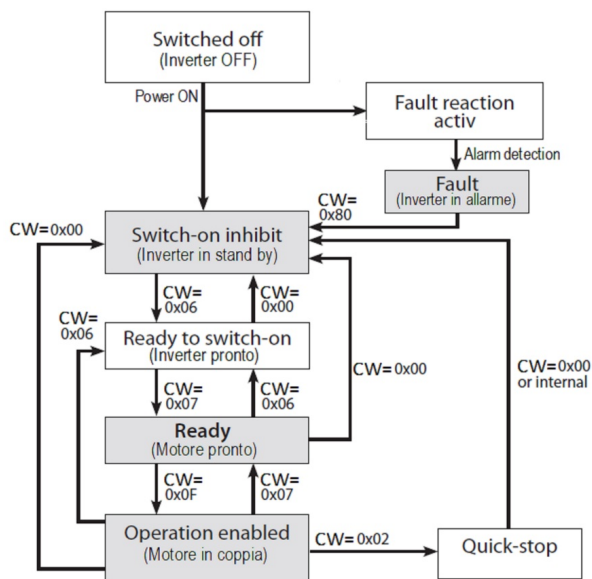 Switched off
(Inverter OFF)
Power ON
Fault reaction
activ
Alarm detection
Fault
(Inverter in allarme)
CW=
0x80
CW= 0x00
Switch-on inhibit
(Inverter in stand by)
CW=
0x06
CW=
0x00
CW=
0x06
Ready to switch-on
(Inverter pronto)
CW= 0x00
CW= 0x00
or internal
CW=
0x07
CW=
0x06
Ready
(Motore pronto)
CW=
0x0F
CW=
0x07
Operation enabled
(Motore in coppia)
CW= 0x02
Quick-stop